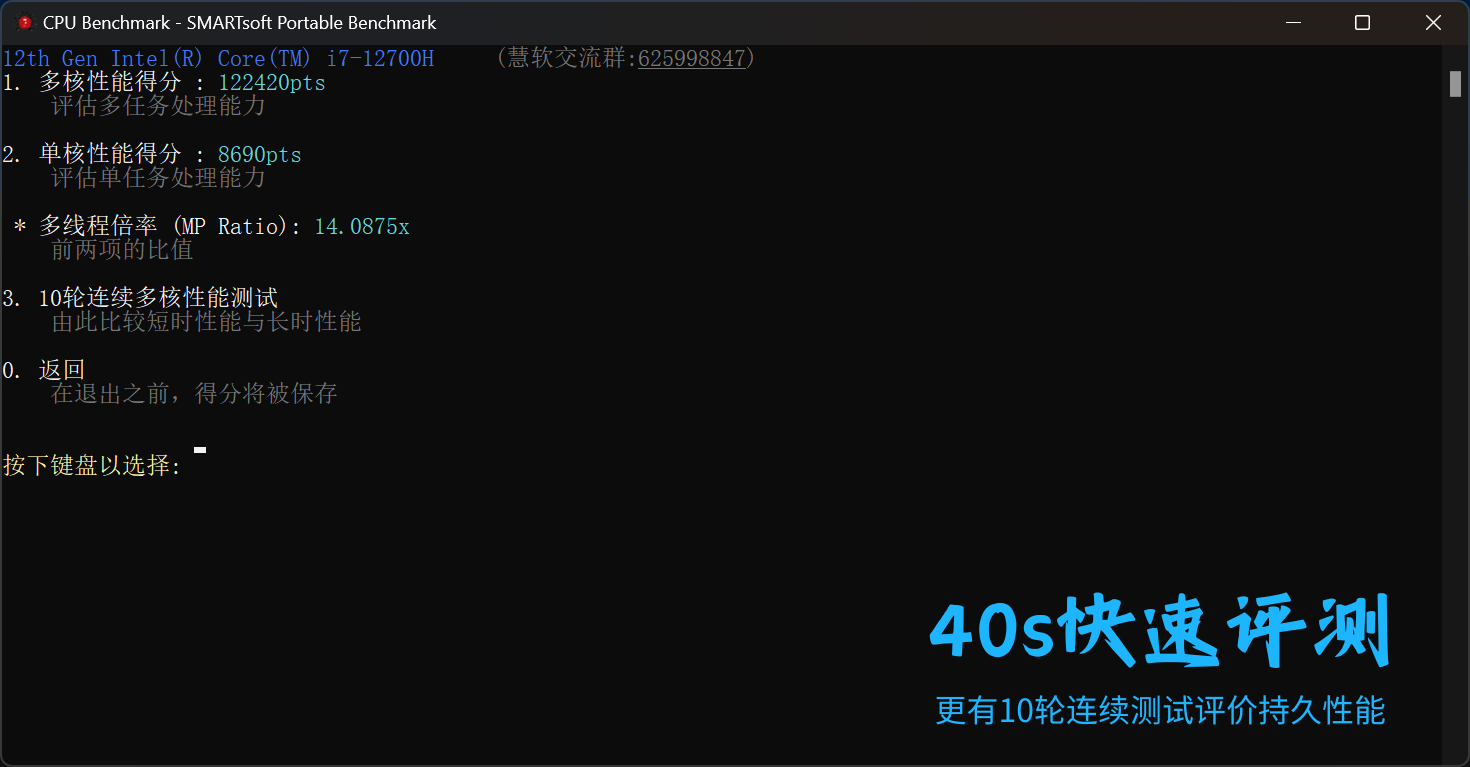 CPU Benchmark - SMARTsoft Portable Benchmark
12th Gen Intel(R) Core(TM) i7-12700H (慧软交流群:625998847)
1. 多核性能得分 : 122420pts
评估多任务处理能力
2. 单核性能得分 : 8690pts
评估单任务处理能力
* 多线程倍率 (MP Ratio): 14.0875x
前两项的比值
3. 10轮连续多核性能测试
由此比较短时性能与长时性能
0. 返回
在退出之前，得分将被保存
按下键盘以选择:
40s快速评测
更有10轮连续测试评价持久性能